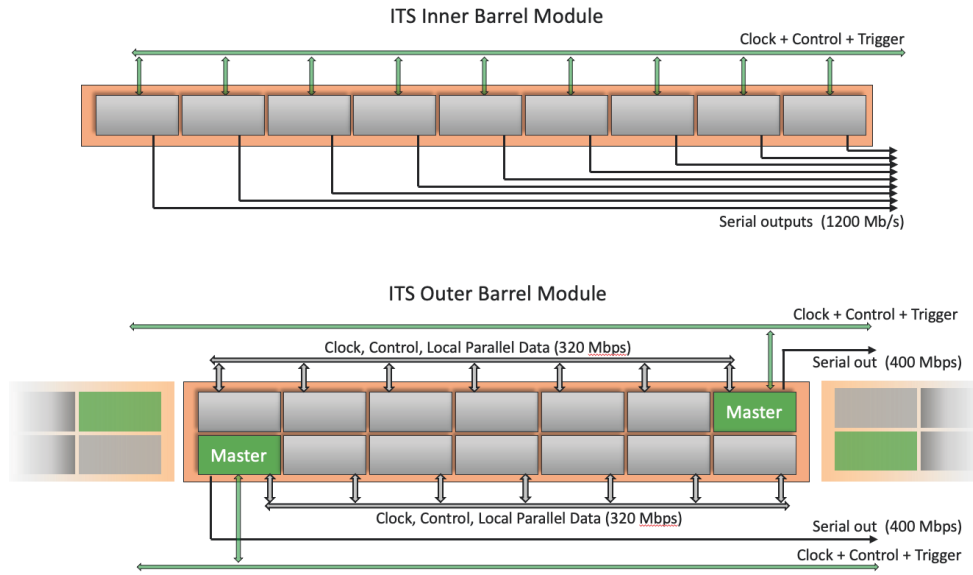 ITS Inner Barrel Module
Clock + Control + Trigger
Serial outputs (1200 Mb/s)
ITS Outer Barrel Module
Clock + Control + Trigger
Clock, Control, Local Parallel Data (320 Mbps)
Serial out (400 Mbps)
Master
Master
Clock, Control, Local Parallel Data (320 Mbps)
Serial out (400 Mbps)
Clock + Control + Trigger